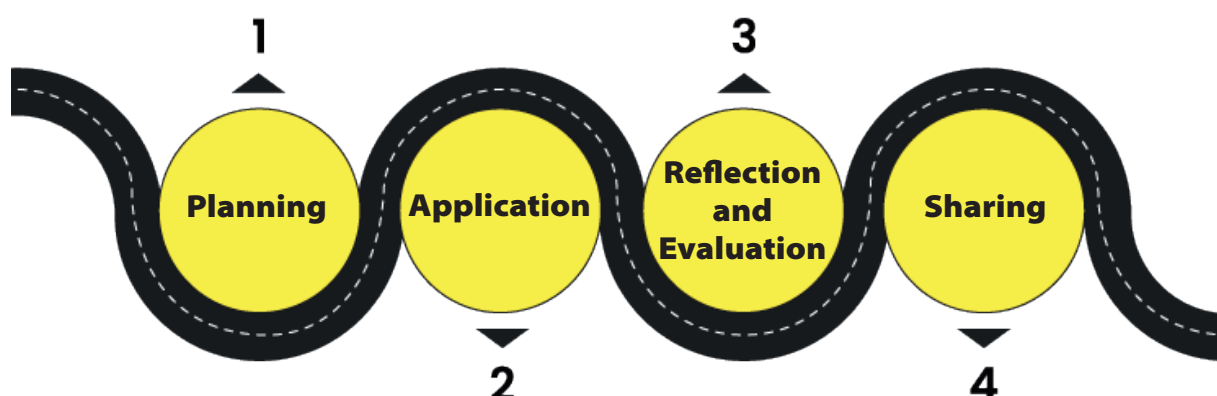 1
Planning
2
Application
3
Reflection
and
Evaluation
4
Sharing